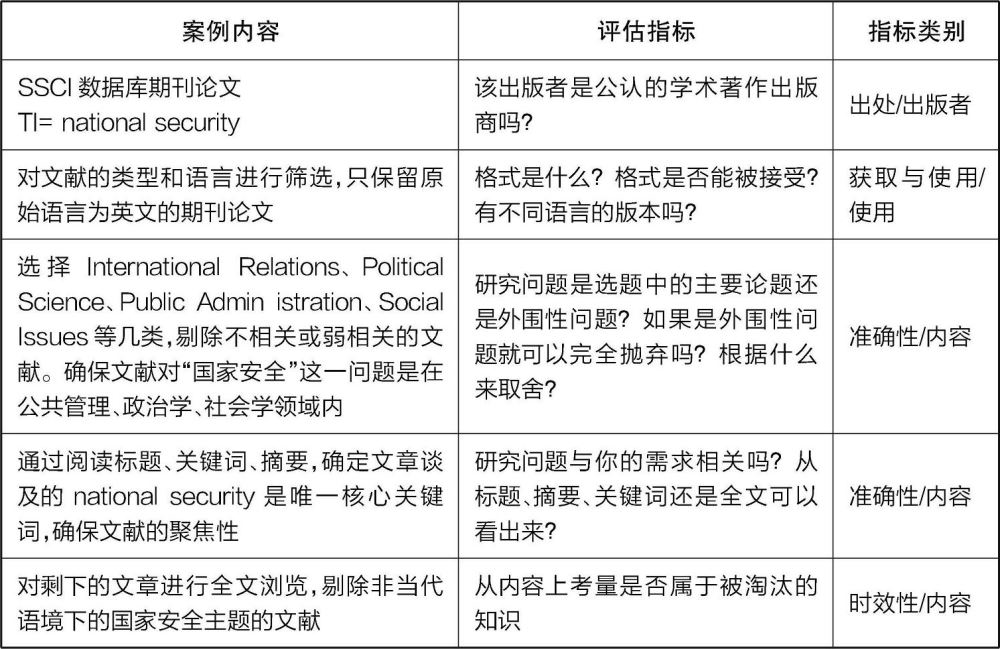 案例内容
评估指标
指标类别
SSCI 数据库期刊论文
TI= national security
该出版者是公认的学术著作出版
商吗？
出处/出版者
对文献的类型和语言进行筛选，只保留原
始语言为英文的期刊论文
格式是什么？格式是否能被接受？
有不同语言的版本吗？
获取与使用/
使用
选择 International Relations、Political
Science、Public Admin istration、Social
Issues 等几类，剔除不相关或弱相关的文
献。确保文献对“国家安全”这一问题是在
公共管理、政治学、社会学领域内
研究问题是选题中的主要论题还
是外围性问题？如果是外围性问
题就可以完全抛弃吗？根据什么
来取舍？
准确性/内容
通过阅读标题、关键词、摘要，确定文章谈
及的 national security 是唯一核心关键
词，确保文献的聚焦性
研究问题与你的需求相关吗？从
标题、摘要、关键词还是全文可以
看出来？
准确性/内容
对剩下的文章进行全文浏览，剔除非当代
语境下的国家安全主题的文献
从内容上考量是否属于被淘汰的
知识
时效性/内容